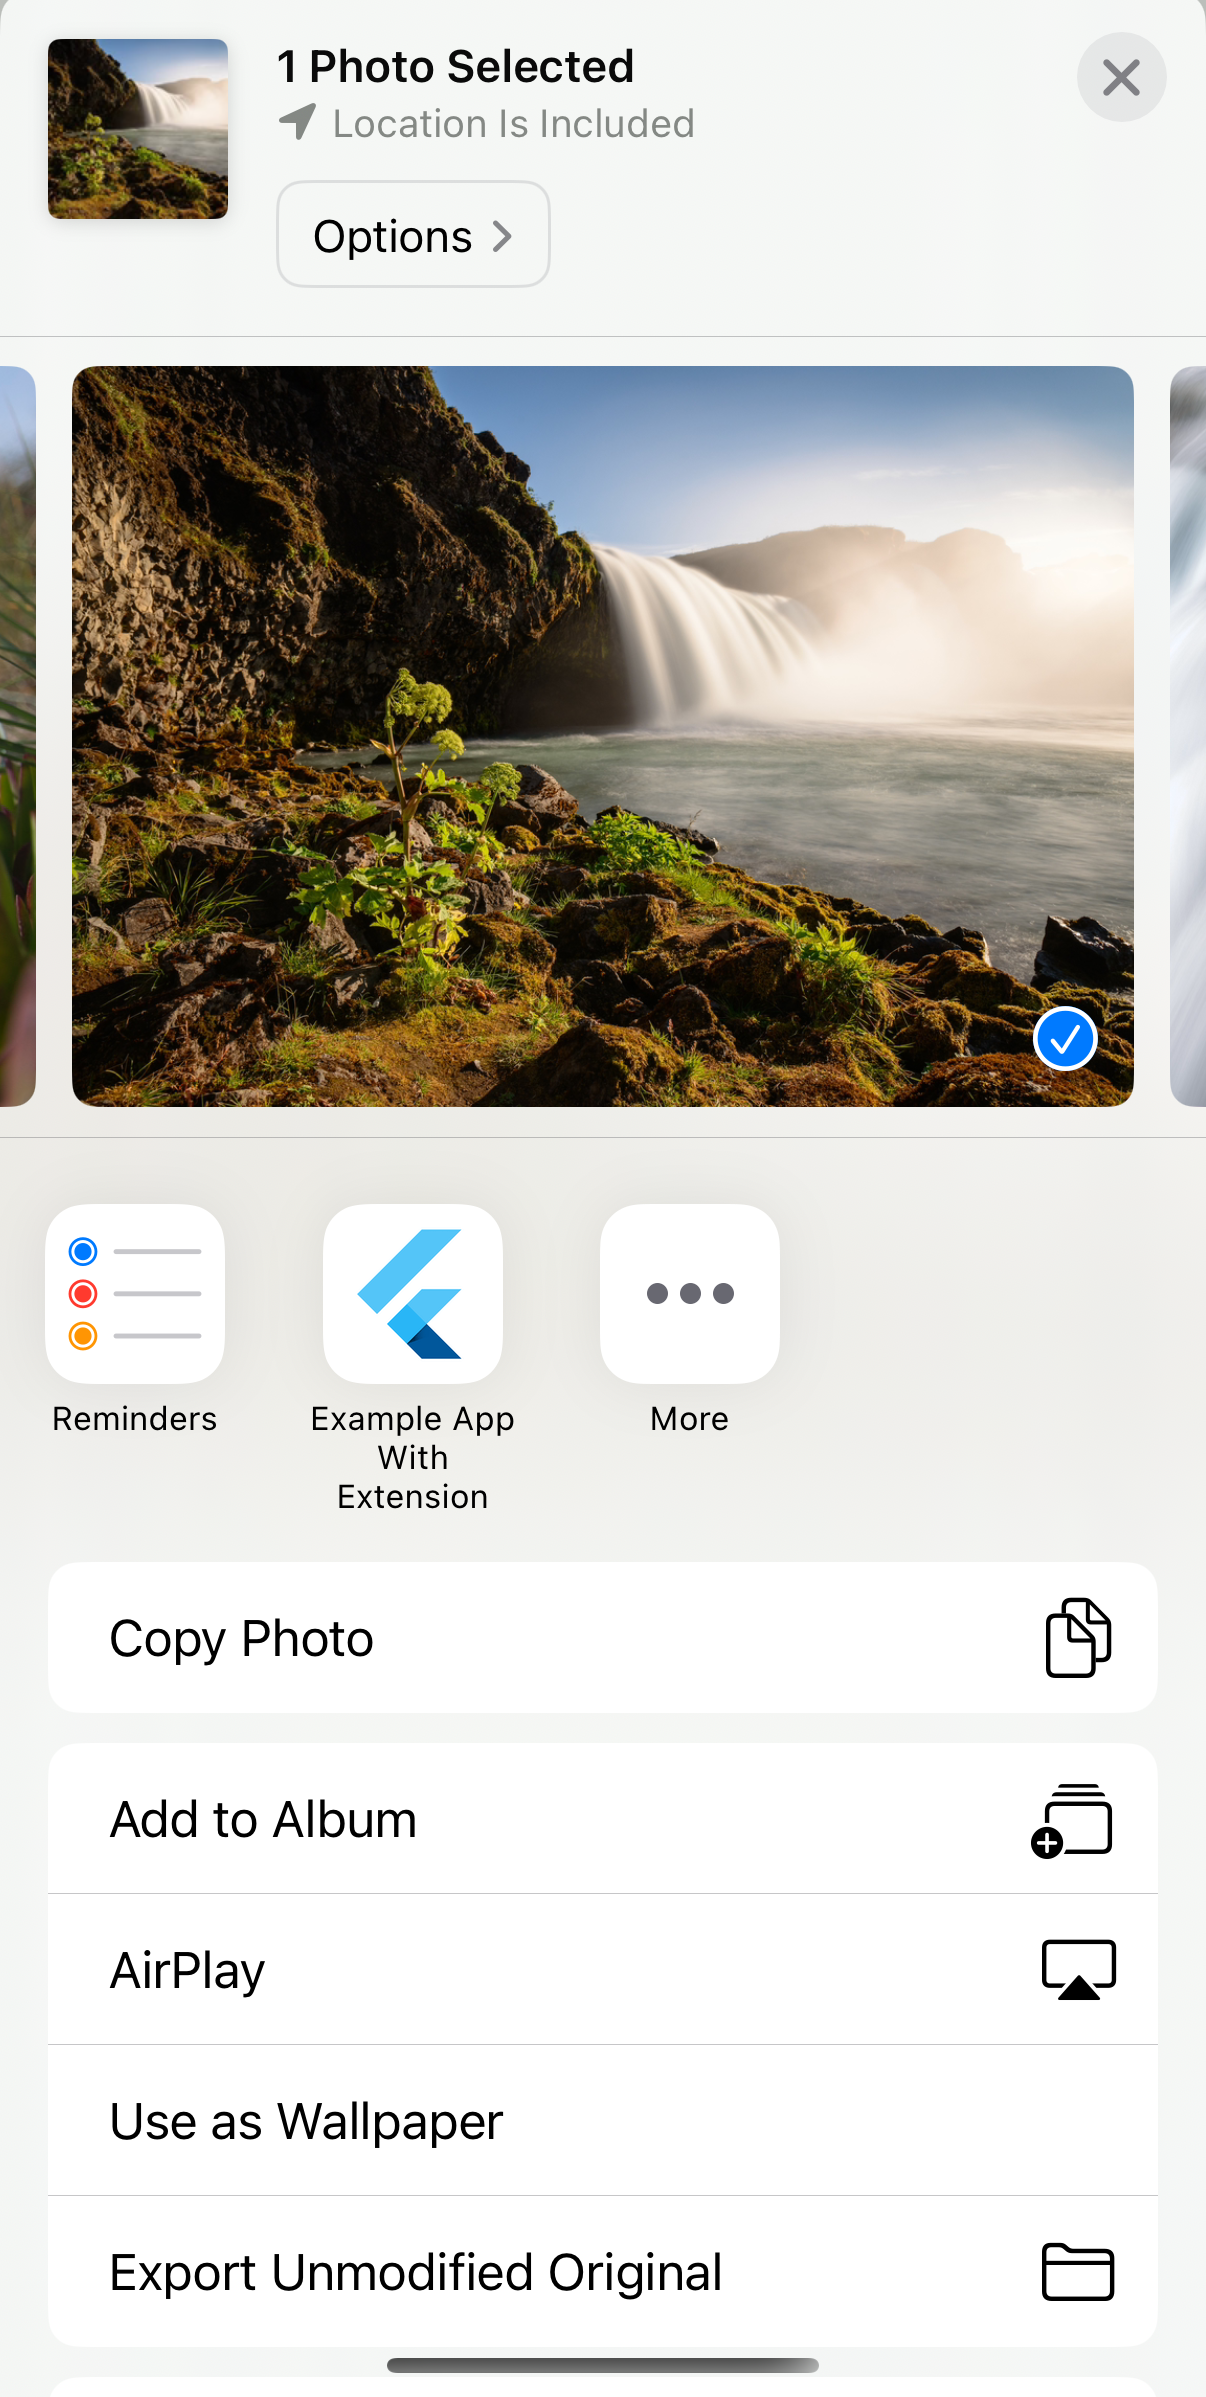 1 Photo Selected
Location Is Included
Options
Reminders
Example App
With
Extension
More
Copy Photo
Add to Album
AirPlay
Use as Wallpaper
Export Unmodified Original